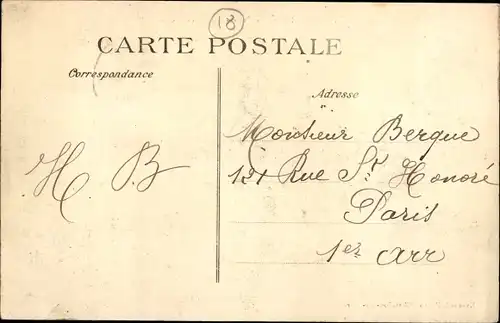 18
CARTE POSTALE
Correspondance
Adresse
H. B.
Monsieur Bergue
121 Rue St Honoré
Paris
1er arr